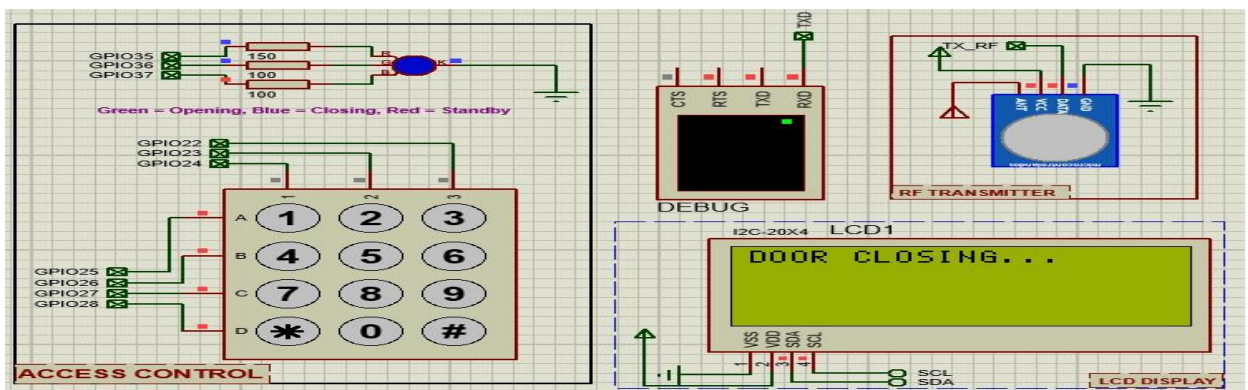 GPIO35
GPIO36
GPIO37
150
100
100
R
G
B
K
Green = Opening, Blue = Closing, Red = Standby
GPIO22
GPIO23
GPIO24
1 2 3
A 1 2 3
B 4 5 6
C 7 8 9
D * 0 #
GPIO25
GPIO26
GPIO27
GPIO28
ACCESS CONTROL
TXD
CTS RTS TXD RXD
DEBUG
TX_RF
ANT VCC DATA GND
RF TRANSMITTER
I2C-20X4 LCD1
DOOR CLOSING...
VSS VDD SDA SCL
1 2 3 4
SCL
SDA
LCD DISPLAY